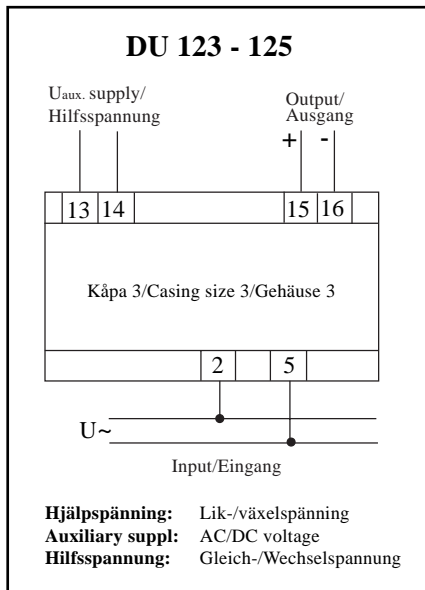 DU 123 - 125
Uaux. supply/
Hilfsspannung
Output/
Ausgang
+ -
13 14 15 16
Kåpa 3/Casing size 3/Gehäuse 3
2 5
U~
Input/Eingang
Hjälpspänning: Lik-/växelspänning
Auxiliary suppl: AC/DC voltage
Hilfsspannung: Gleich-/Wechselspannung